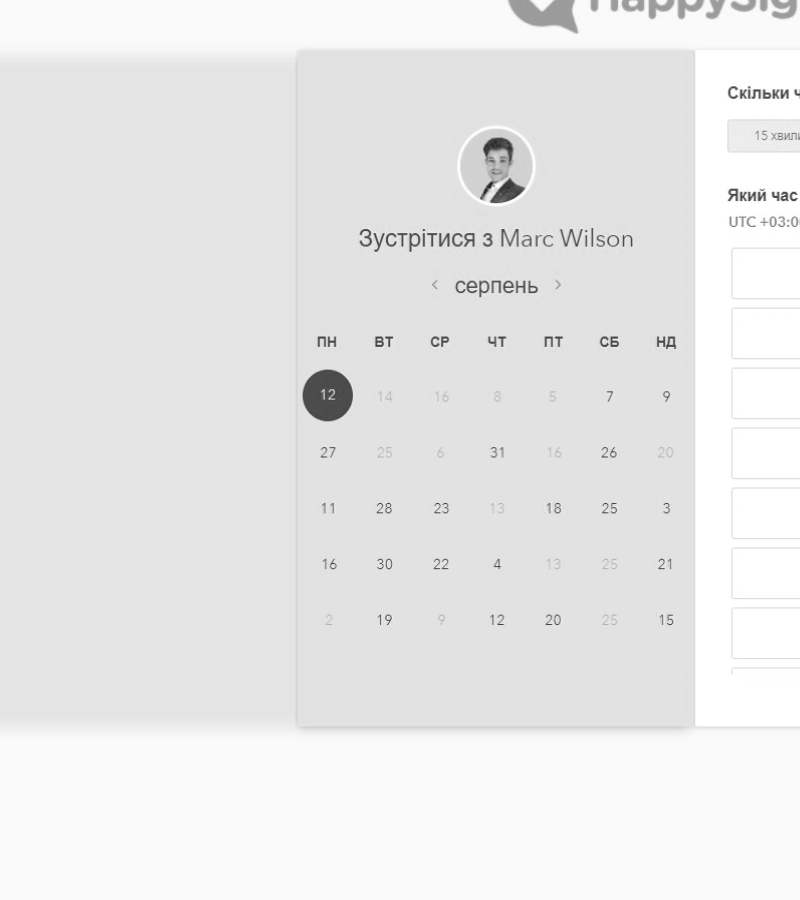 Зустрітися з Marc Wilson
‹ серпень ›
ПН ВТ СР ЧТ ПТ СБ НД
12 14 16 8 5 7 9
27 25 6 31 16 26 20
11 28 23 13 18 25 3
16 30 22 4 13 25 21
2 19 9 12 20 25 15
Скільки
15
Який час
UTC +03:0